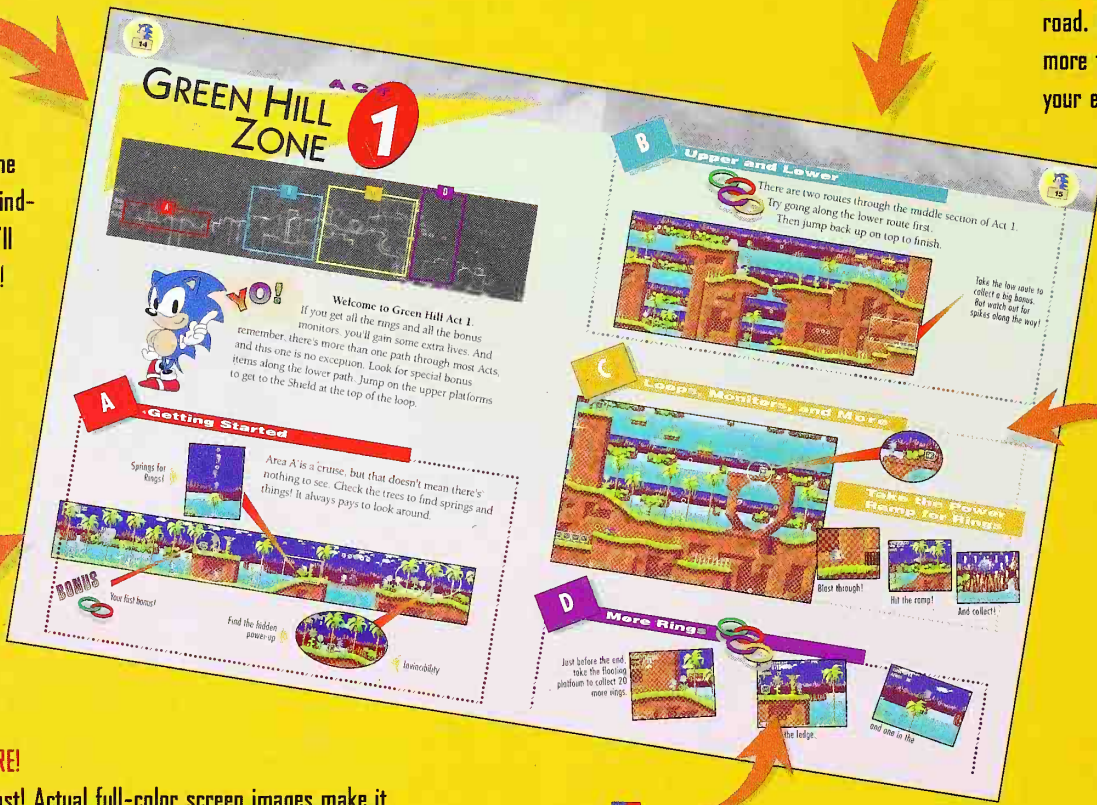 road.
more
your e
me
ind-
'll
!
14
GREEN HILL
ZONE
ACT
1
A
D
YO!
Welcome to Green Hill Act 1.
If you get all the rings and all the bonus
monitors, you'll gain some extra lives. And
remember, there's more than one path through most Acts,
and this one is no exception. Look for special bonus
items along the lower path. Jump on the upper platforms
to get to the Shield at the top of the loop.
A
Getting Started
Springs for
Rings!
Area A is a cruise, but that doesn't mean there's
nothing to see. Check the trees to find springs and
things! It always pays to look around.
BONUS
Your first bonus!
Find the hidden
power-up
Invincibility
15
B
Upper and Lower
There are two routes through the middle section of Act 1.
Try going along the lower route first.
Then jump back up on top to finish.
Take the low route to
collect a big bonus.
But watch out for
spikes along the way!
C
Loops, Monitors, and More
Take the Power
Ramp for Rings
Blast through!
Hit the ramp!
And collect!
D
More Rings
Just before the end,
take the floating
platform to collect 20
more rings.
the ledge.
and one in the
RE!
ost! Actual full-color screen images make it